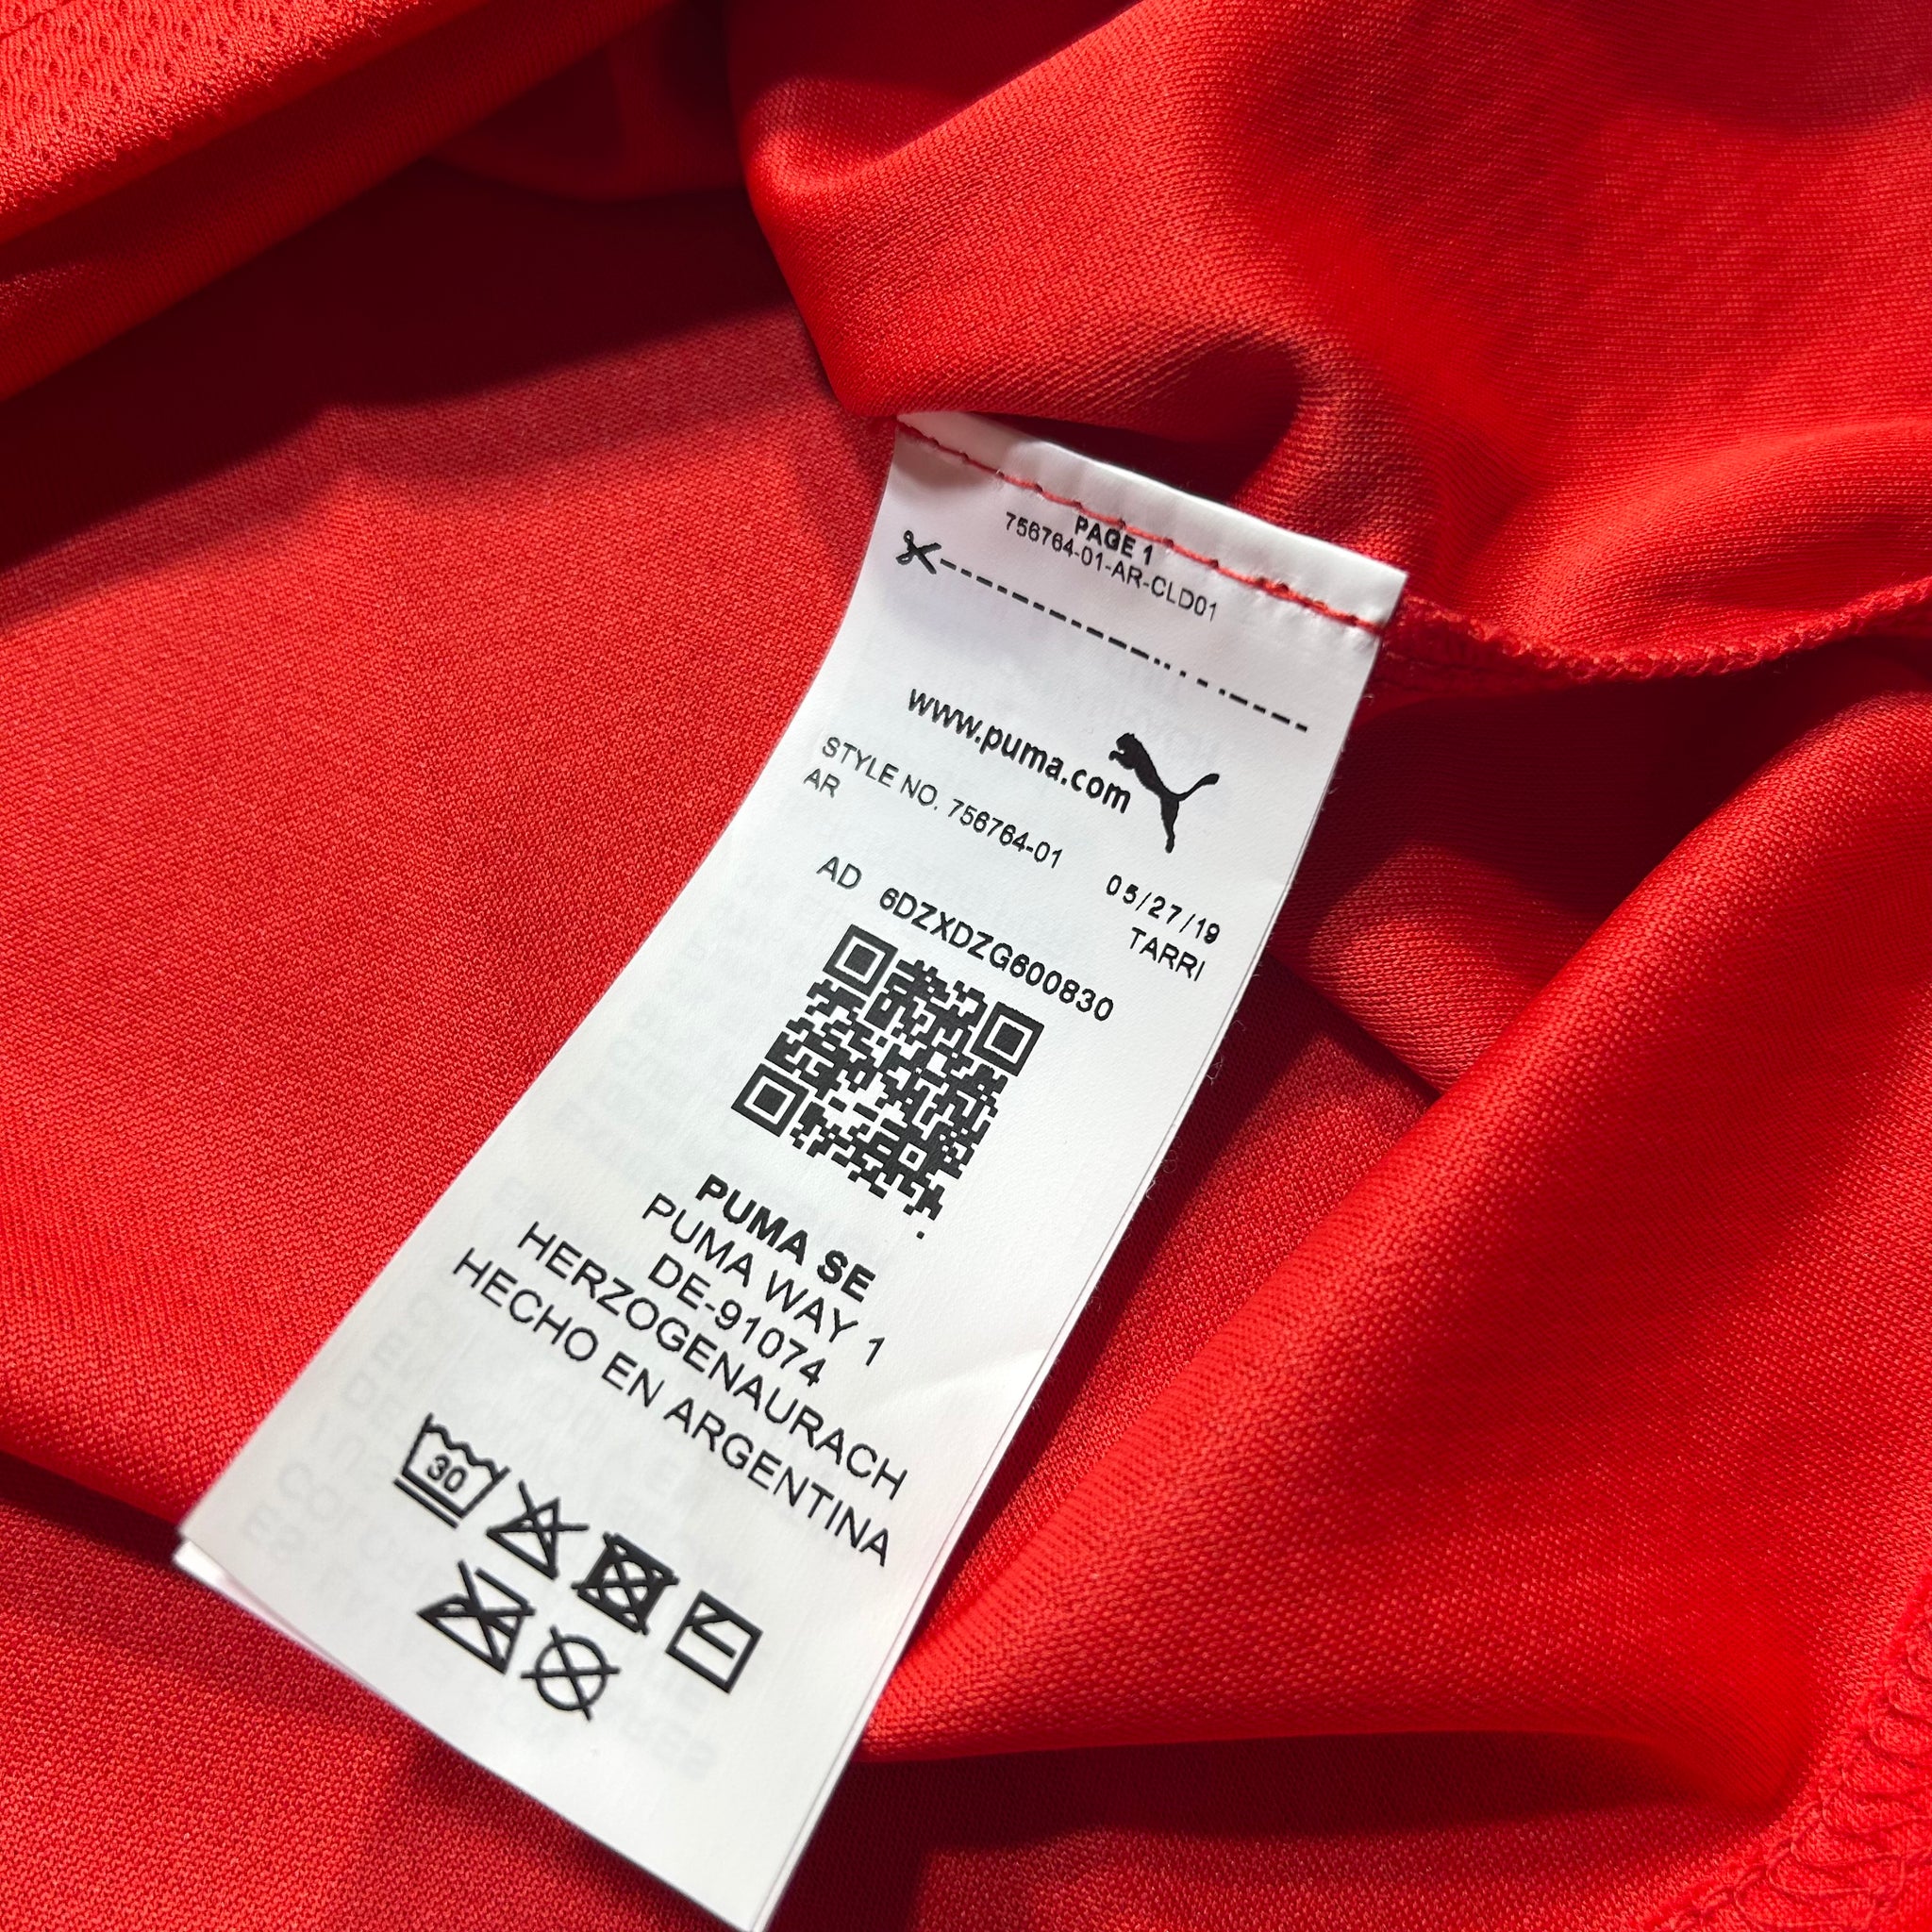 PAGE 1
756764-01-AR-CLD01
www.puma.com
STYLE NO. 756764-01
AR
05/27/19
TARRI
AD 6DZXDZG600830
PUMA SE
PUMA WAY 1
DE-91074
HERZOGENAURACH
HECHO EN ARGENTINA
30